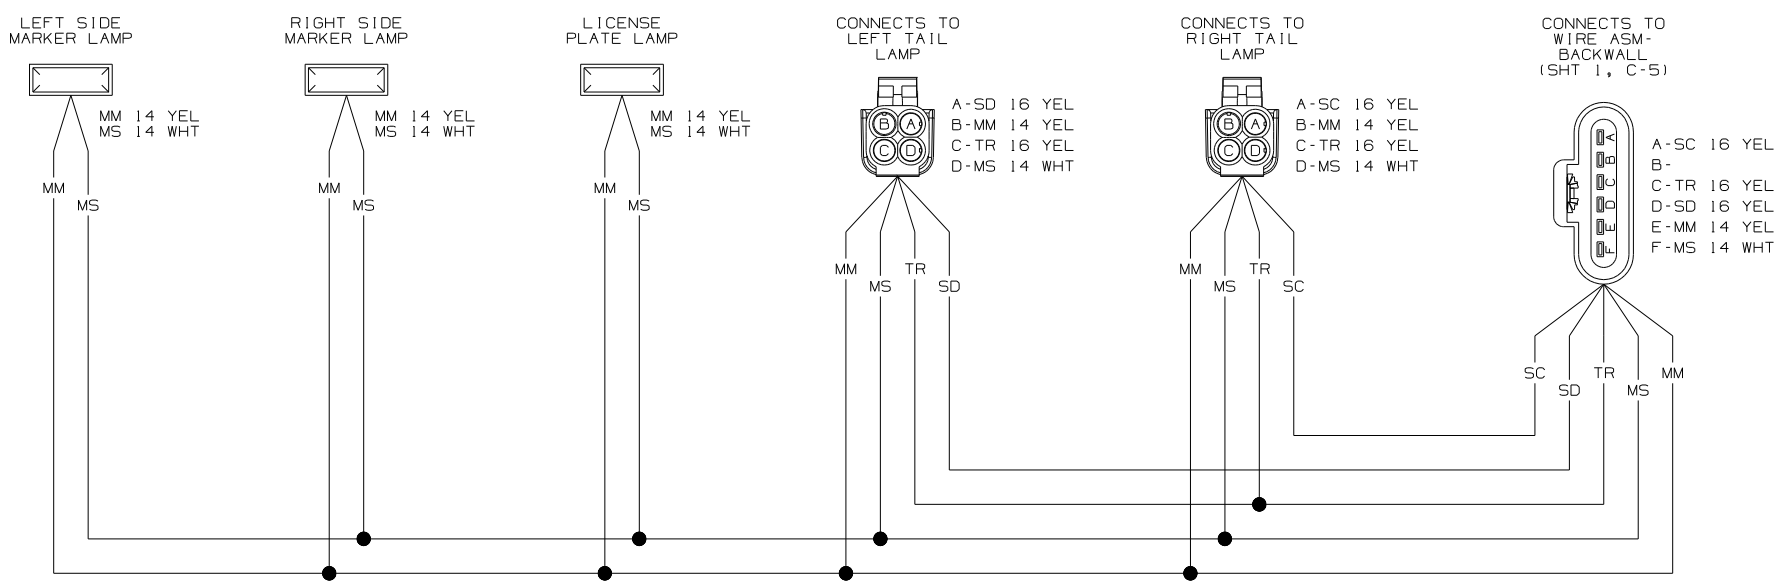 LEFT SIDE
MARKER LAMP
MM 14 YEL
MS 14 WHT
MM
MS
RIGHT SIDE
MARKER LAMP
MM 14 YEL
MS 14 WHT
MM
MS
LICENSE
PLATE LAMP
MM 14 YEL
MS 14 WHT
MM
MS
CONNECTS TO
LEFT TAIL
LAMP
B A
C D
A-SD 16 YEL
B-MM 14 YEL
C-TR 16 YEL
D-MS 14 WHT
MM
MS
TR
SD
CONNECTS TO
RIGHT TAIL
LAMP
B A
C D
A-SC 16 YEL
B-MM 14 YEL
C-TR 16 YEL
D-MS 14 WHT
MM
MS
TR
SC
CONNECTS TO
WIRE ASM-
BACKWALL
(SHT 1, C-5)
A
B
C
D
E
F
A-SC 16 YEL
B-
C-TR 16 YEL
D-SD 16 YEL
E-MM 14 YEL
F-MS 14 WHT
SC
SD
TR
MS
MM